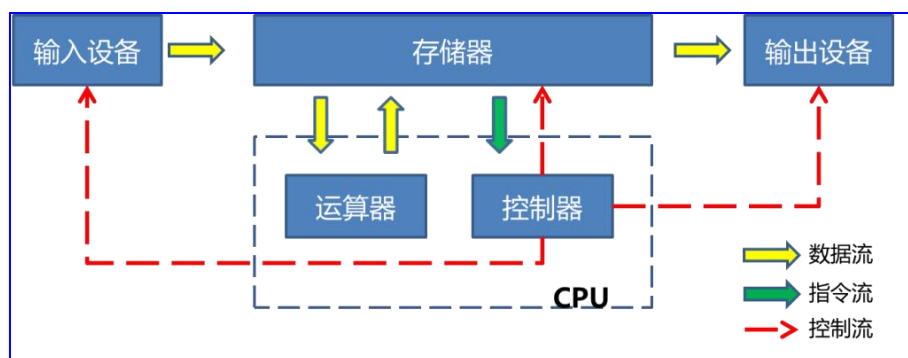 输入设备
存储器
输出设备
运算器
控制器
CPU
数据流
指令流
控制流